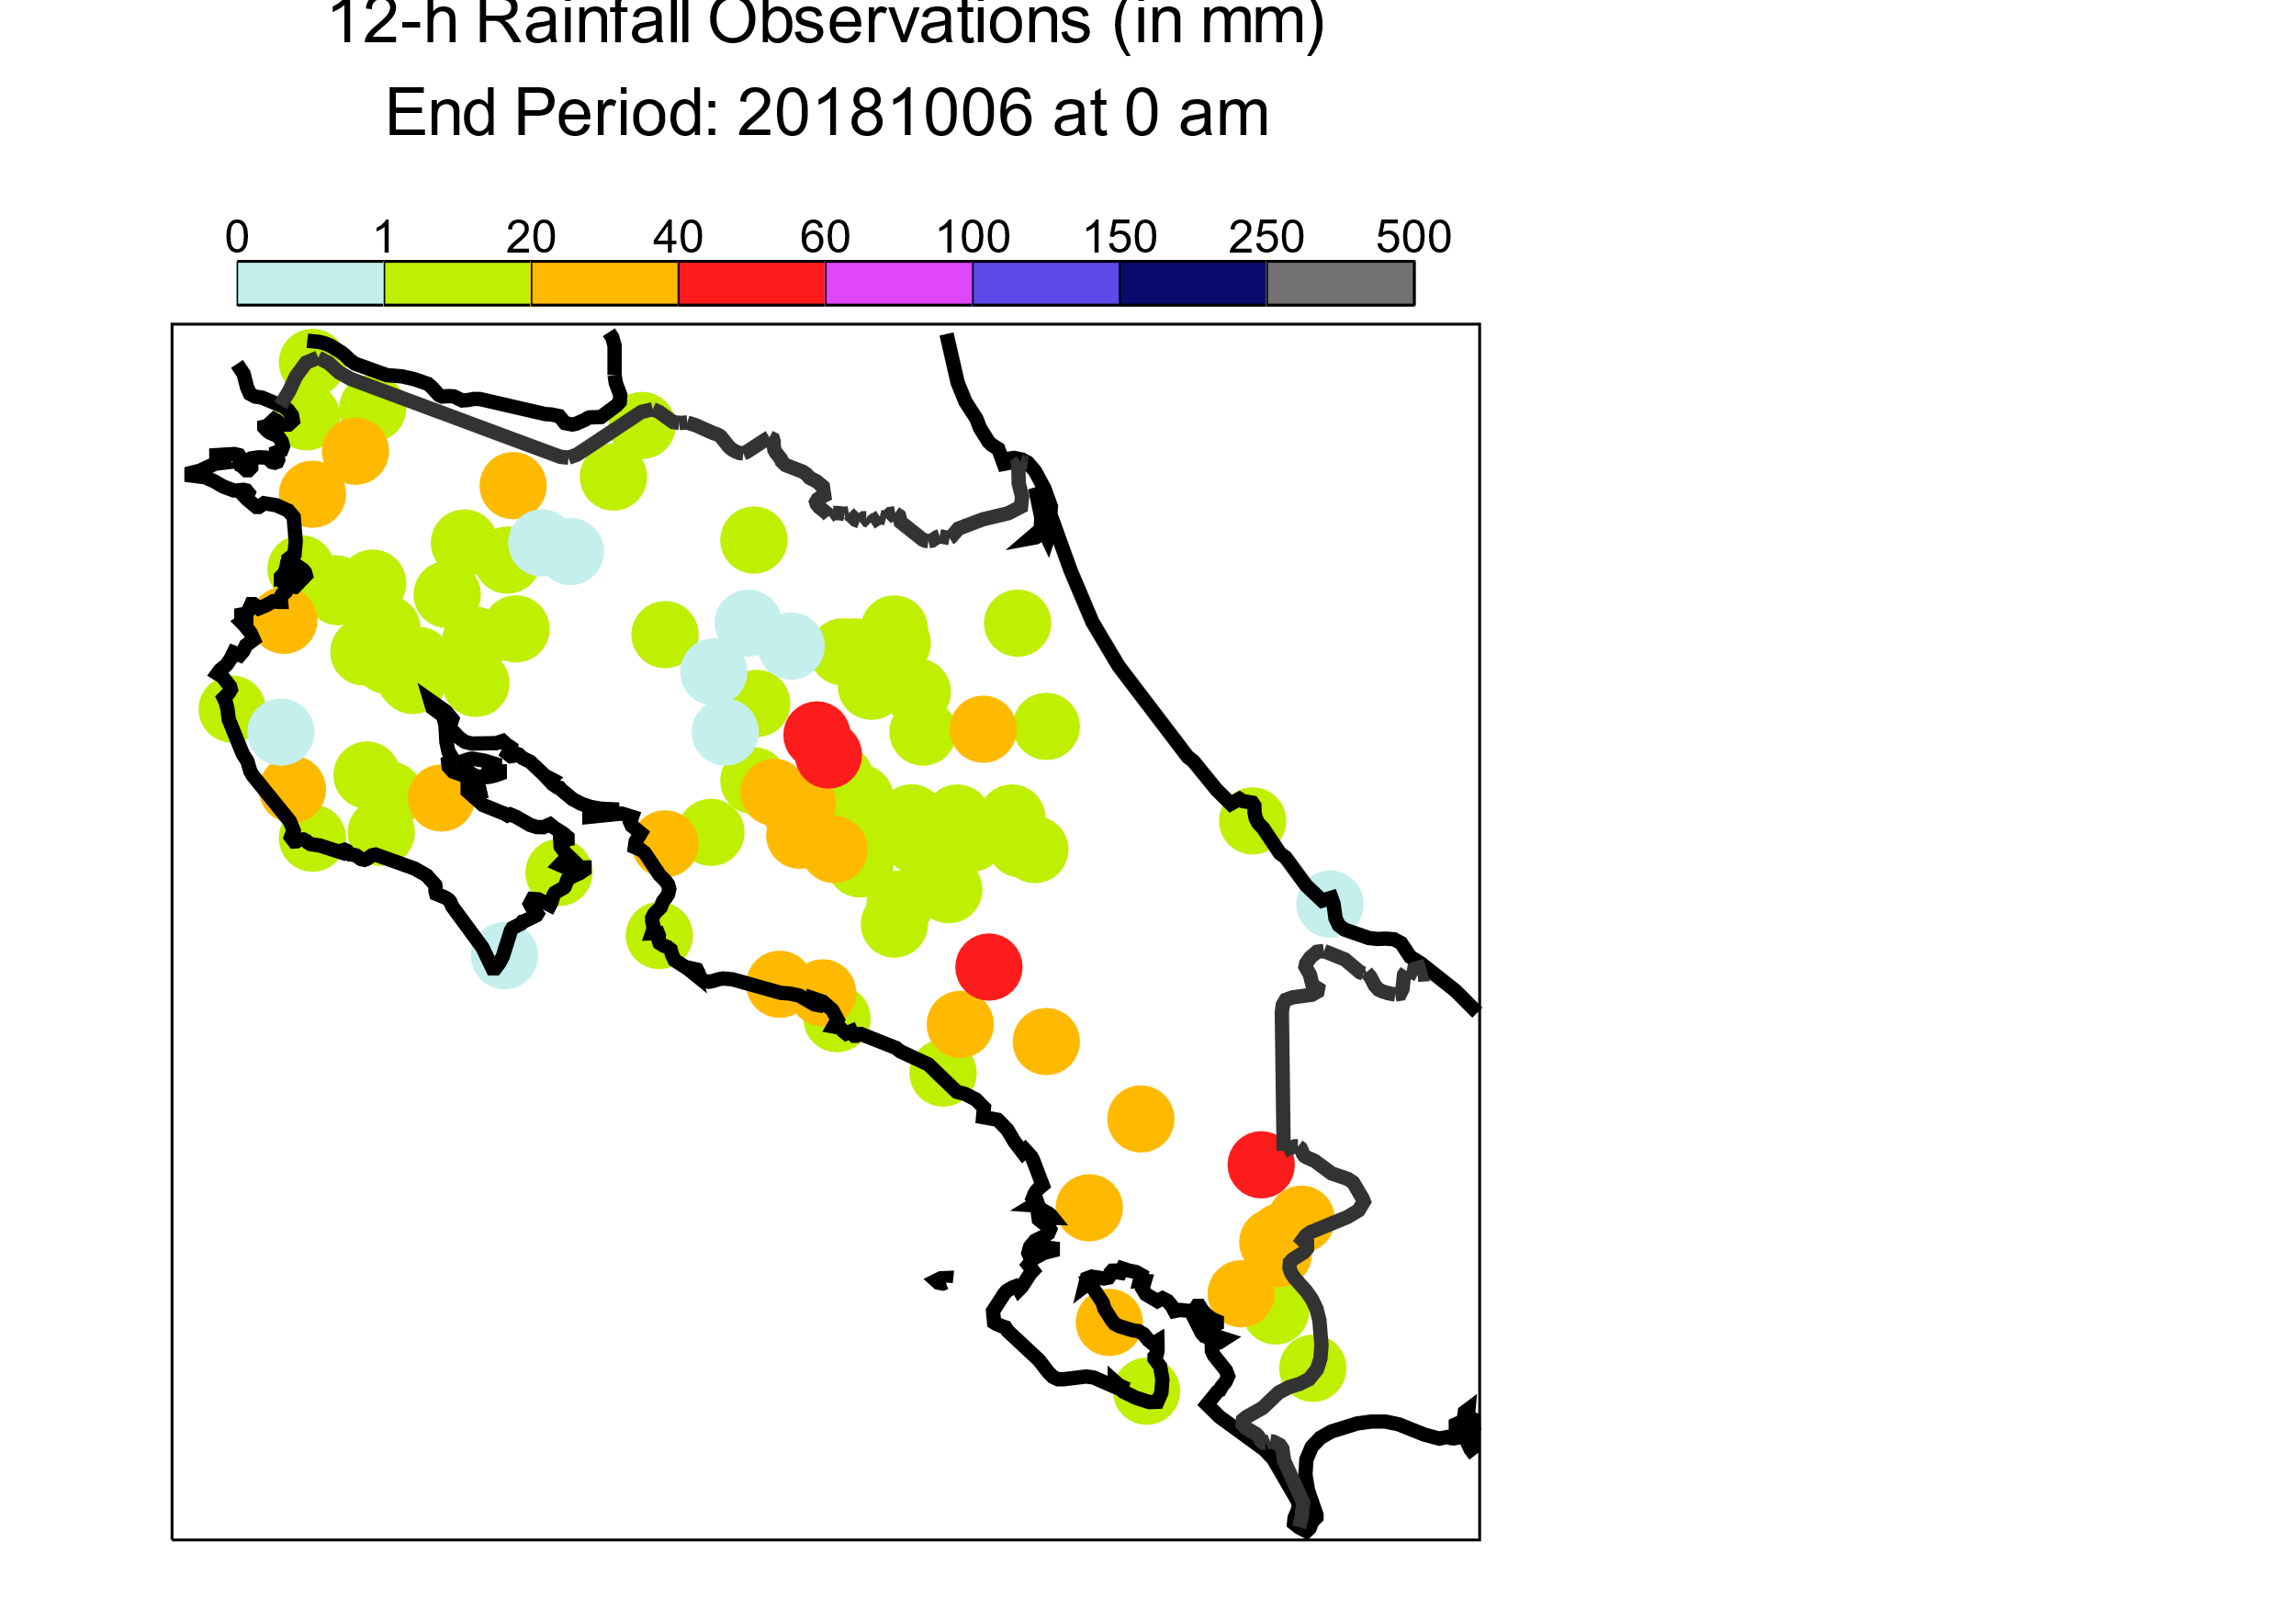 12-h Rainfall Observations (in mm)
End Period: 20181006 at 0 am
0 1 20 40 60 100 150 250 500